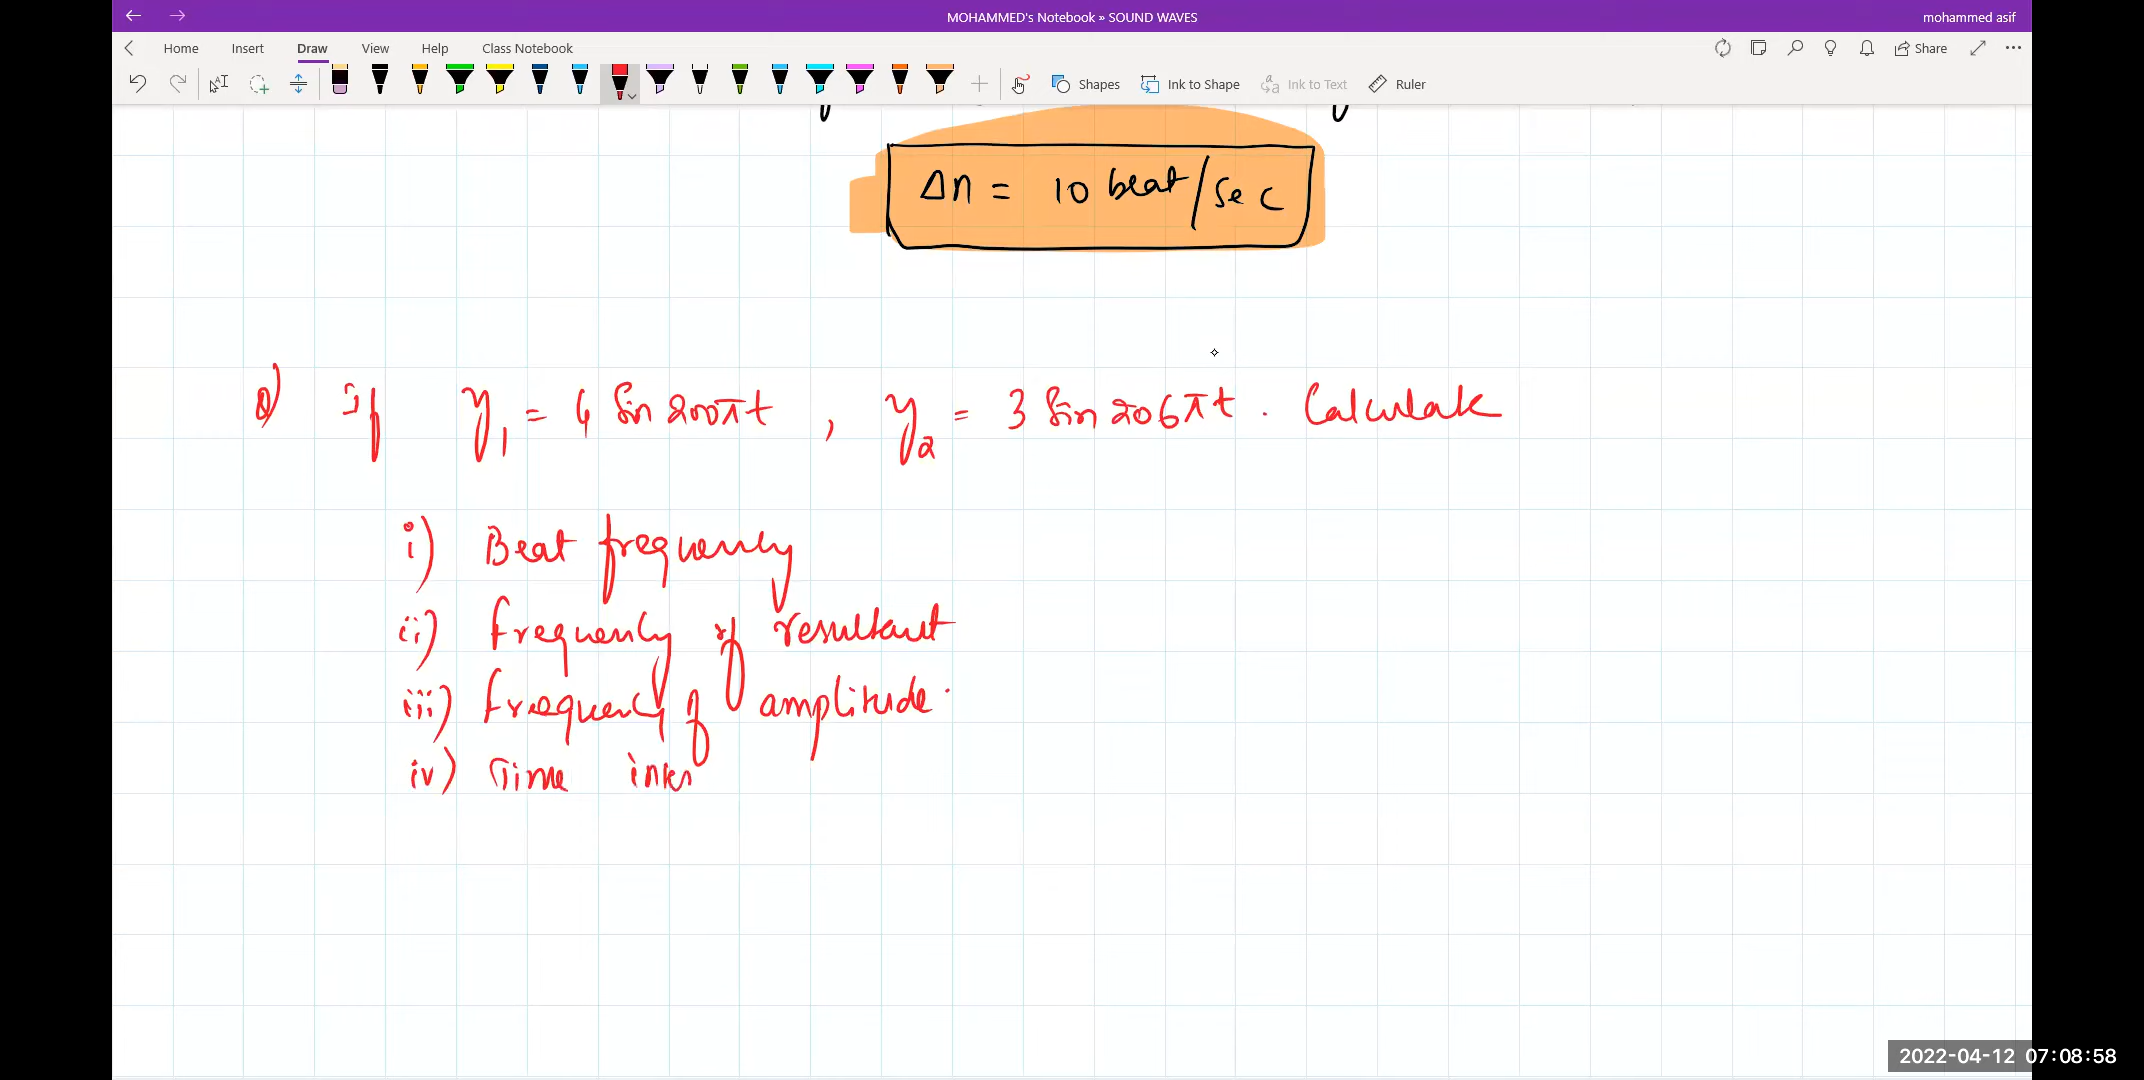 MOHAMMED's Notebook » SOUND WAVES
mohammed asif
Home Insert Draw View Help Class Notebook
Share
Shapes Ink to Shape Ink to Text Ruler
Δn = 10 beat/sec
Q) If y₁ = 4 Sin 200πt , y₂ = 3 Sin 206πt . Calculate
i) Beat frequency
ii) frequency of resultant
iii) frequency of amplitude.
iv) Time inter
2022-04-12 07:08:58